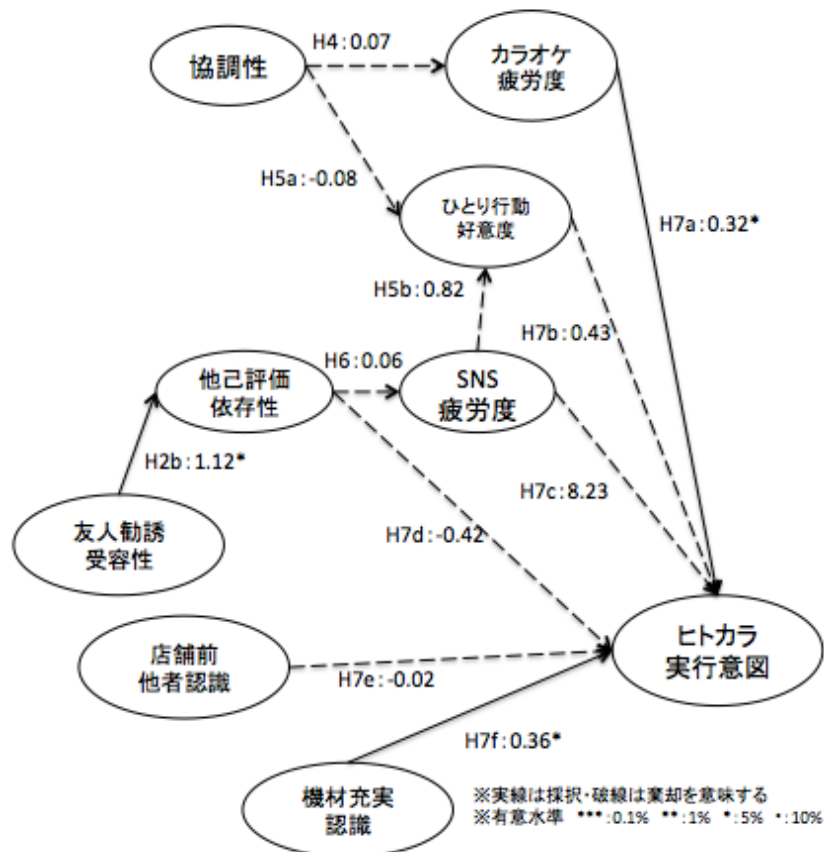 協調性
H4:0.07
カラオケ
疲労度
H5a:-0.08
ひとり行動
好意度
H7a:0.32*
H5b:0.82
H7b:0.43
他己評価
依存性
H6:0.06
SNS
疲労度
H2b:1.12*
H7c:8.23
友人勧誘
受容性
H7d:-0.42
ヒトカラ
実行意図
店舗前
他者認識
H7e:-0.02
H7f:0.36*
機材充実
認識
※実線は採択・破線は棄却を意味する
※有意水準 ***:0.1% **:1% *:5% ・:10%